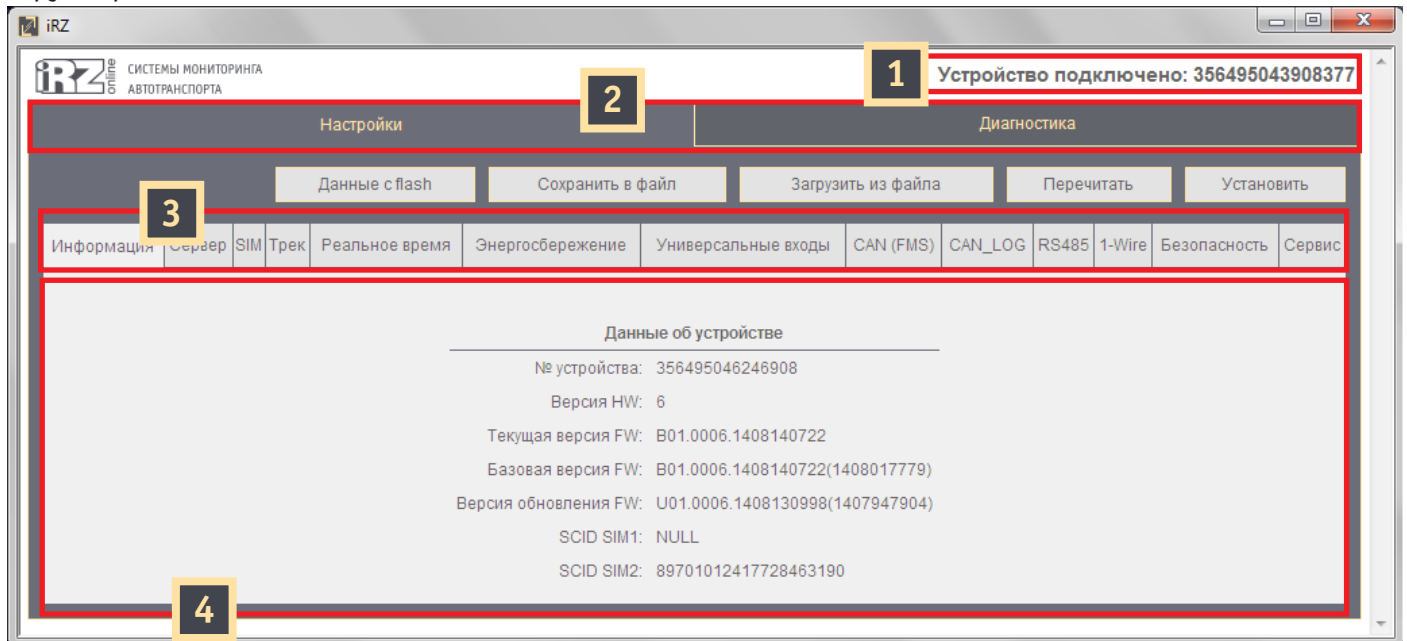 iRZ
iRZ online
СИСТЕМЫ МОНИТОРИНГА
АВТОТРАНСПОРТА
1
Устройство подключено: 356495043908377
2
Настройки
Диагностика
Данные с flash
Сохранить в файл
Загрузить из файла
Перечитать
Установить
3
Информация
Сервер
SIM
Трек
Реальное время
Энергосбережение
Универсальные входы
CAN (FMS)
CAN_LOG
RS485
1-Wire
Безопасность
Сервис
Данные об устройстве
№ устройства: 356495046246908
Версия HW: 6
Текущая версия FW: B01.0006.1408140722
Базовая версия FW: B01.0006.1408140722(1408017779)
Версия обновления FW: U01.0006.1408130998(1407947904)
SCID SIM1: NULL
SCID SIM2: 89701012417728463190
4